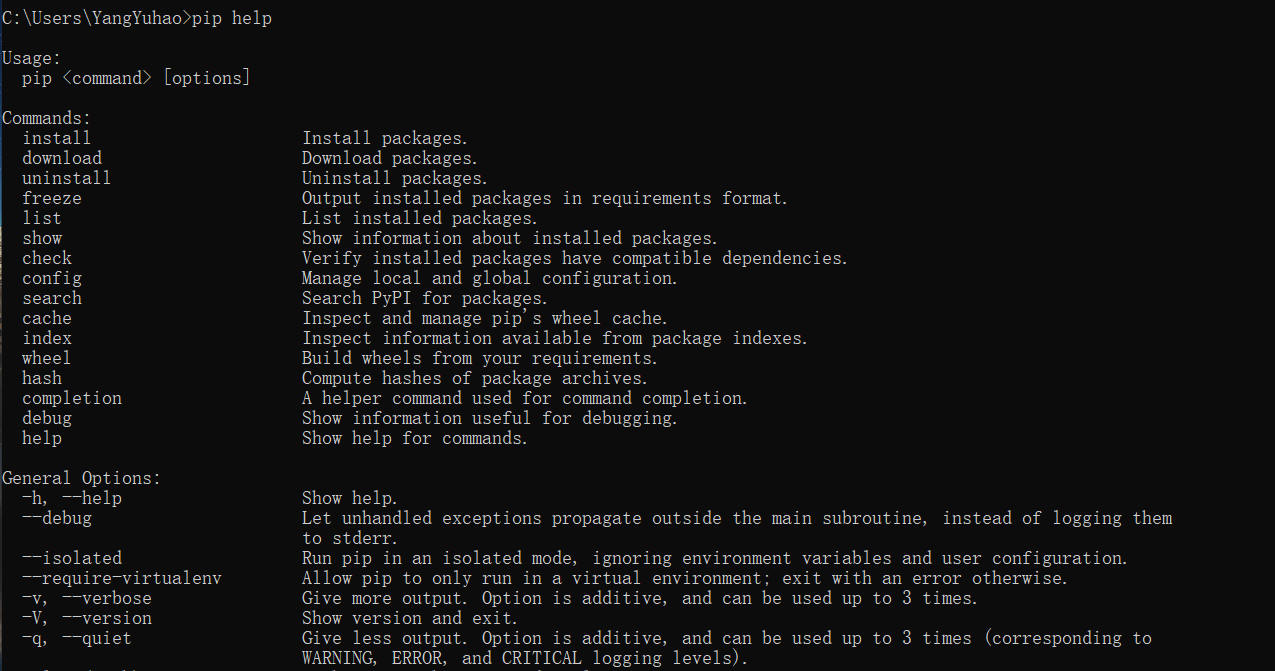 C:\Users\YangYuhao>pip help
Usage:
pip <command> [options]
Commands:
install Install packages.
download Download packages.
uninstall Uninstall packages.
freeze Output installed packages in requirements format.
list List installed packages.
show Show information about installed packages.
check Verify installed packages have compatible dependencies.
config Manage local and global configuration.
search Search PyPI for packages.
cache Inspect and manage pip's wheel cache.
index Inspect information available from package indexes.
wheel Build wheels from your requirements.
hash Compute hashes of package archives.
completion A helper command used for command completion.
debug Show information useful for debugging.
help Show help for commands.
General Options:
-h, --help Show help.
--debug Let unhandled exceptions propagate outside the main subroutine, instead of logging them
to stderr.
--isolated Run pip in an isolated mode, ignoring environment variables and user configuration.
--require-virtualenv Allow pip to only run in a virtual environment; exit with an error otherwise.
-v, --verbose Give more output. Option is additive, and can be used up to 3 times.
-V, --version Show version and exit.
-q, --quiet Give less output. Option is additive, and can be used up to 3 times (corresponding to
WARNING, ERROR, and CRITICAL logging levels).